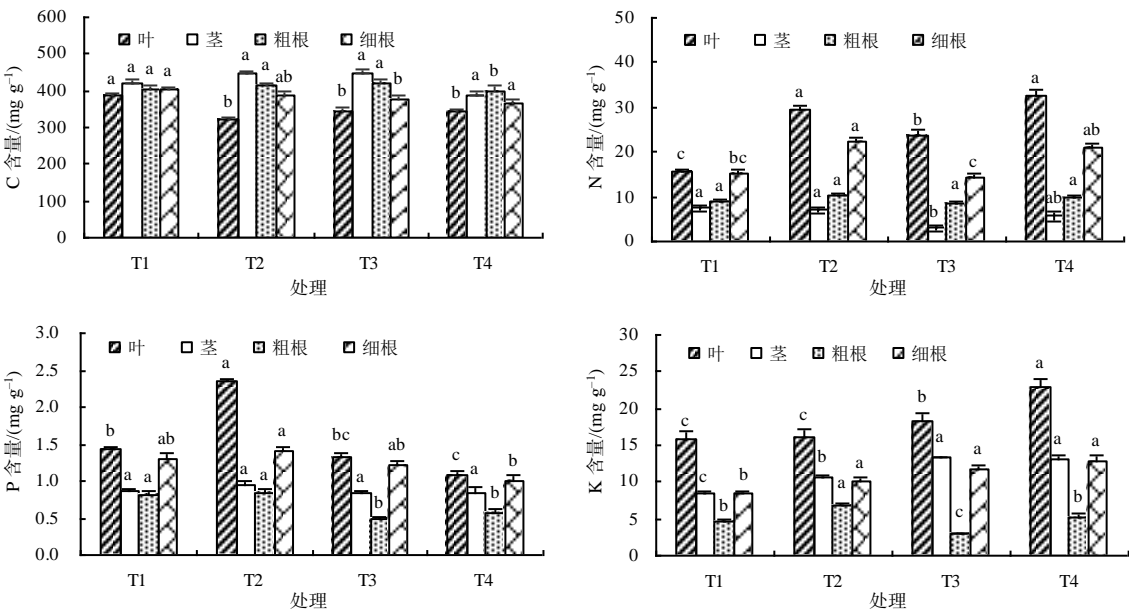 600
500
400
300
200
100
0
C 含量/(mg g⁻¹)
叶 茎 粗根 细根
a a a a
b a a ab
b a a b
b a b a
T1 T2 T3 T4
处理
50
40
30
20
10
0
N 含量/(mg g⁻¹)
叶 茎 粗根 细根
c a a bc
a a a a
b b a c
a ab a ab
T1 T2 T3 T4
处理
3.0
2.5
2.0
1.5
1.0
0.5
0.0
P 含量/(mg g⁻¹)
叶 茎 粗根 细根
b a a ab
a a a a
bc a b ab
c a b b
T1 T2 T3 T4
处理
30
25
20
15
10
5
0
K 含量/(mg g⁻¹)
叶 茎 粗根 细根
c c b b
c b a a
b a c a
a a b a
T1 T2 T3 T4
处理